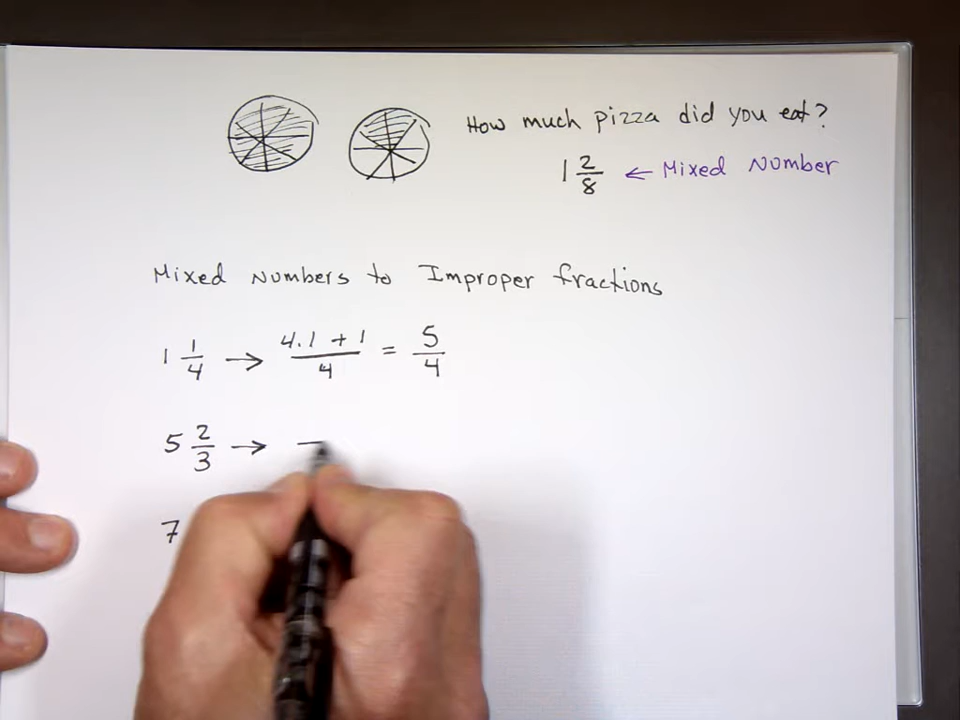 How much pizza did you eat?
1 2/8 ← Mixed Number
Mixed Numbers to Improper fractions
1 1/4 → 4.1 + 1/4 = 5/4
5 2/3 →
7